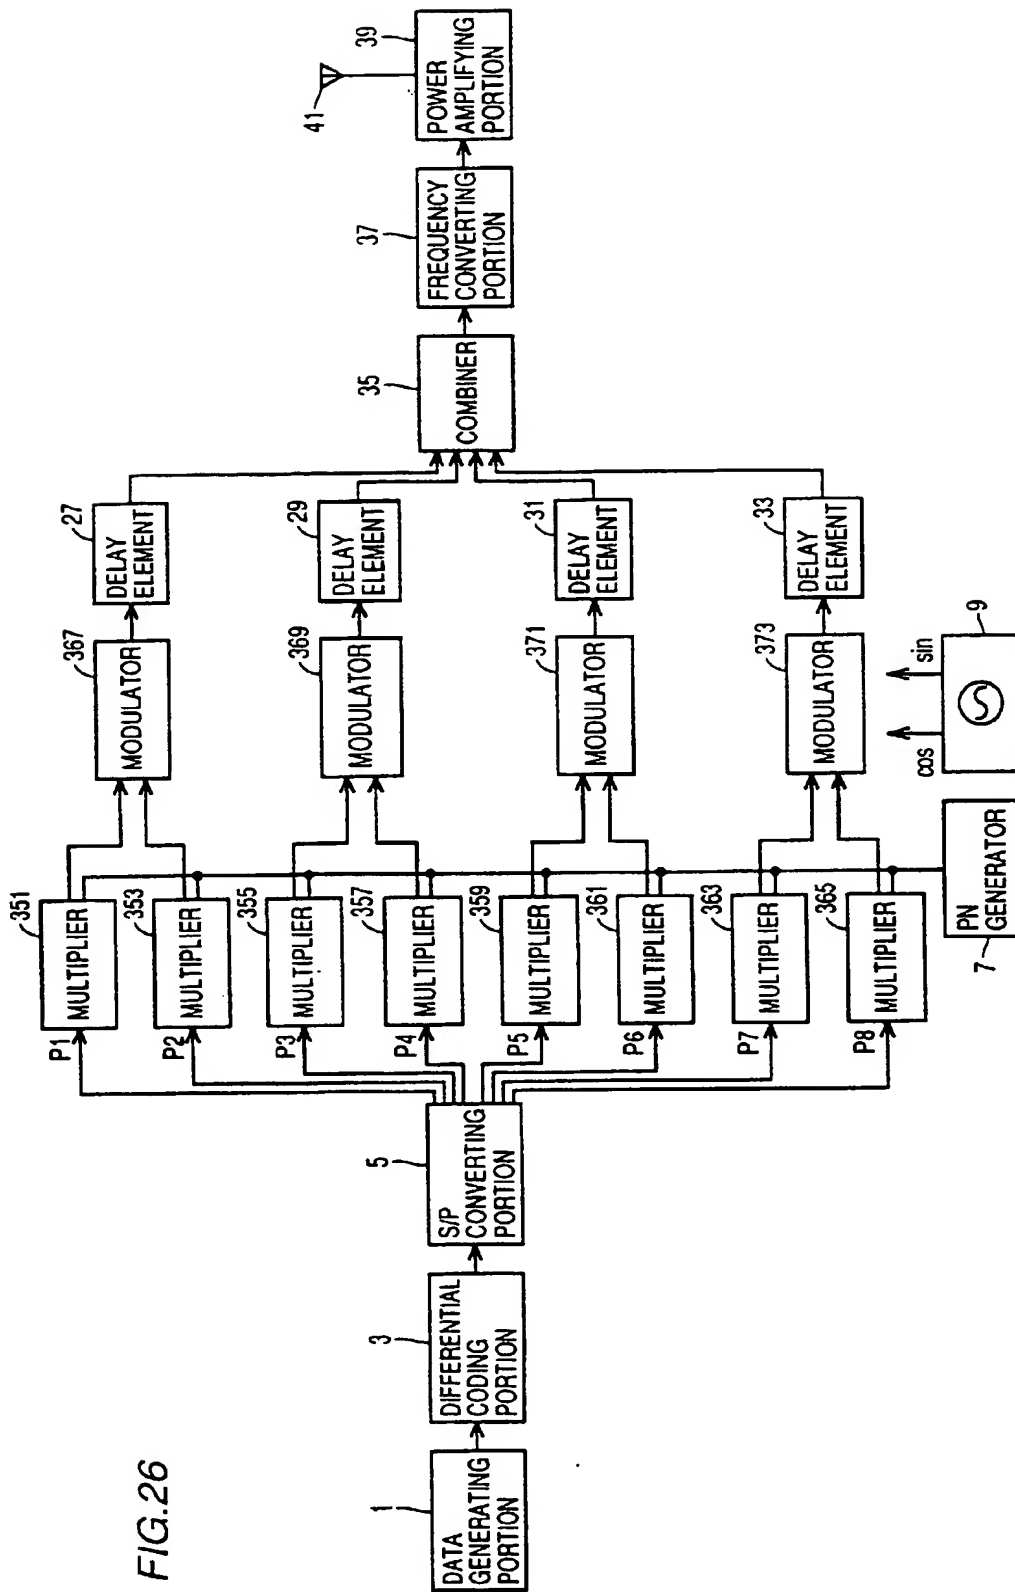 FIG.26
1
DATA
GENERATING
PORTION
3
DIFFERENTIAL
CODING
PORTION
5
S/P
CONVERTING
PORTION
P1
351
MULTIPLIER
P2
353
MULTIPLIER
P3
355
MULTIPLIER
P4
357
MULTIPLIER
P5
359
MULTIPLIER
P6
361
MULTIPLIER
P7
363
MULTIPLIER
P8
365
MULTIPLIER
7
PN
GENERATOR
367
MODULATOR
369
MODULATOR
371
MODULATOR
373
MODULATOR
cos
sin
9
27
DELAY
ELEMENT
29
DELAY
ELEMENT
31
DELAY
ELEMENT
33
DELAY
ELEMENT
35
COMBINER
37
FREQUENCY
CONVERTING
PORTION
39
POWER
AMPLIFYING
PORTION
41